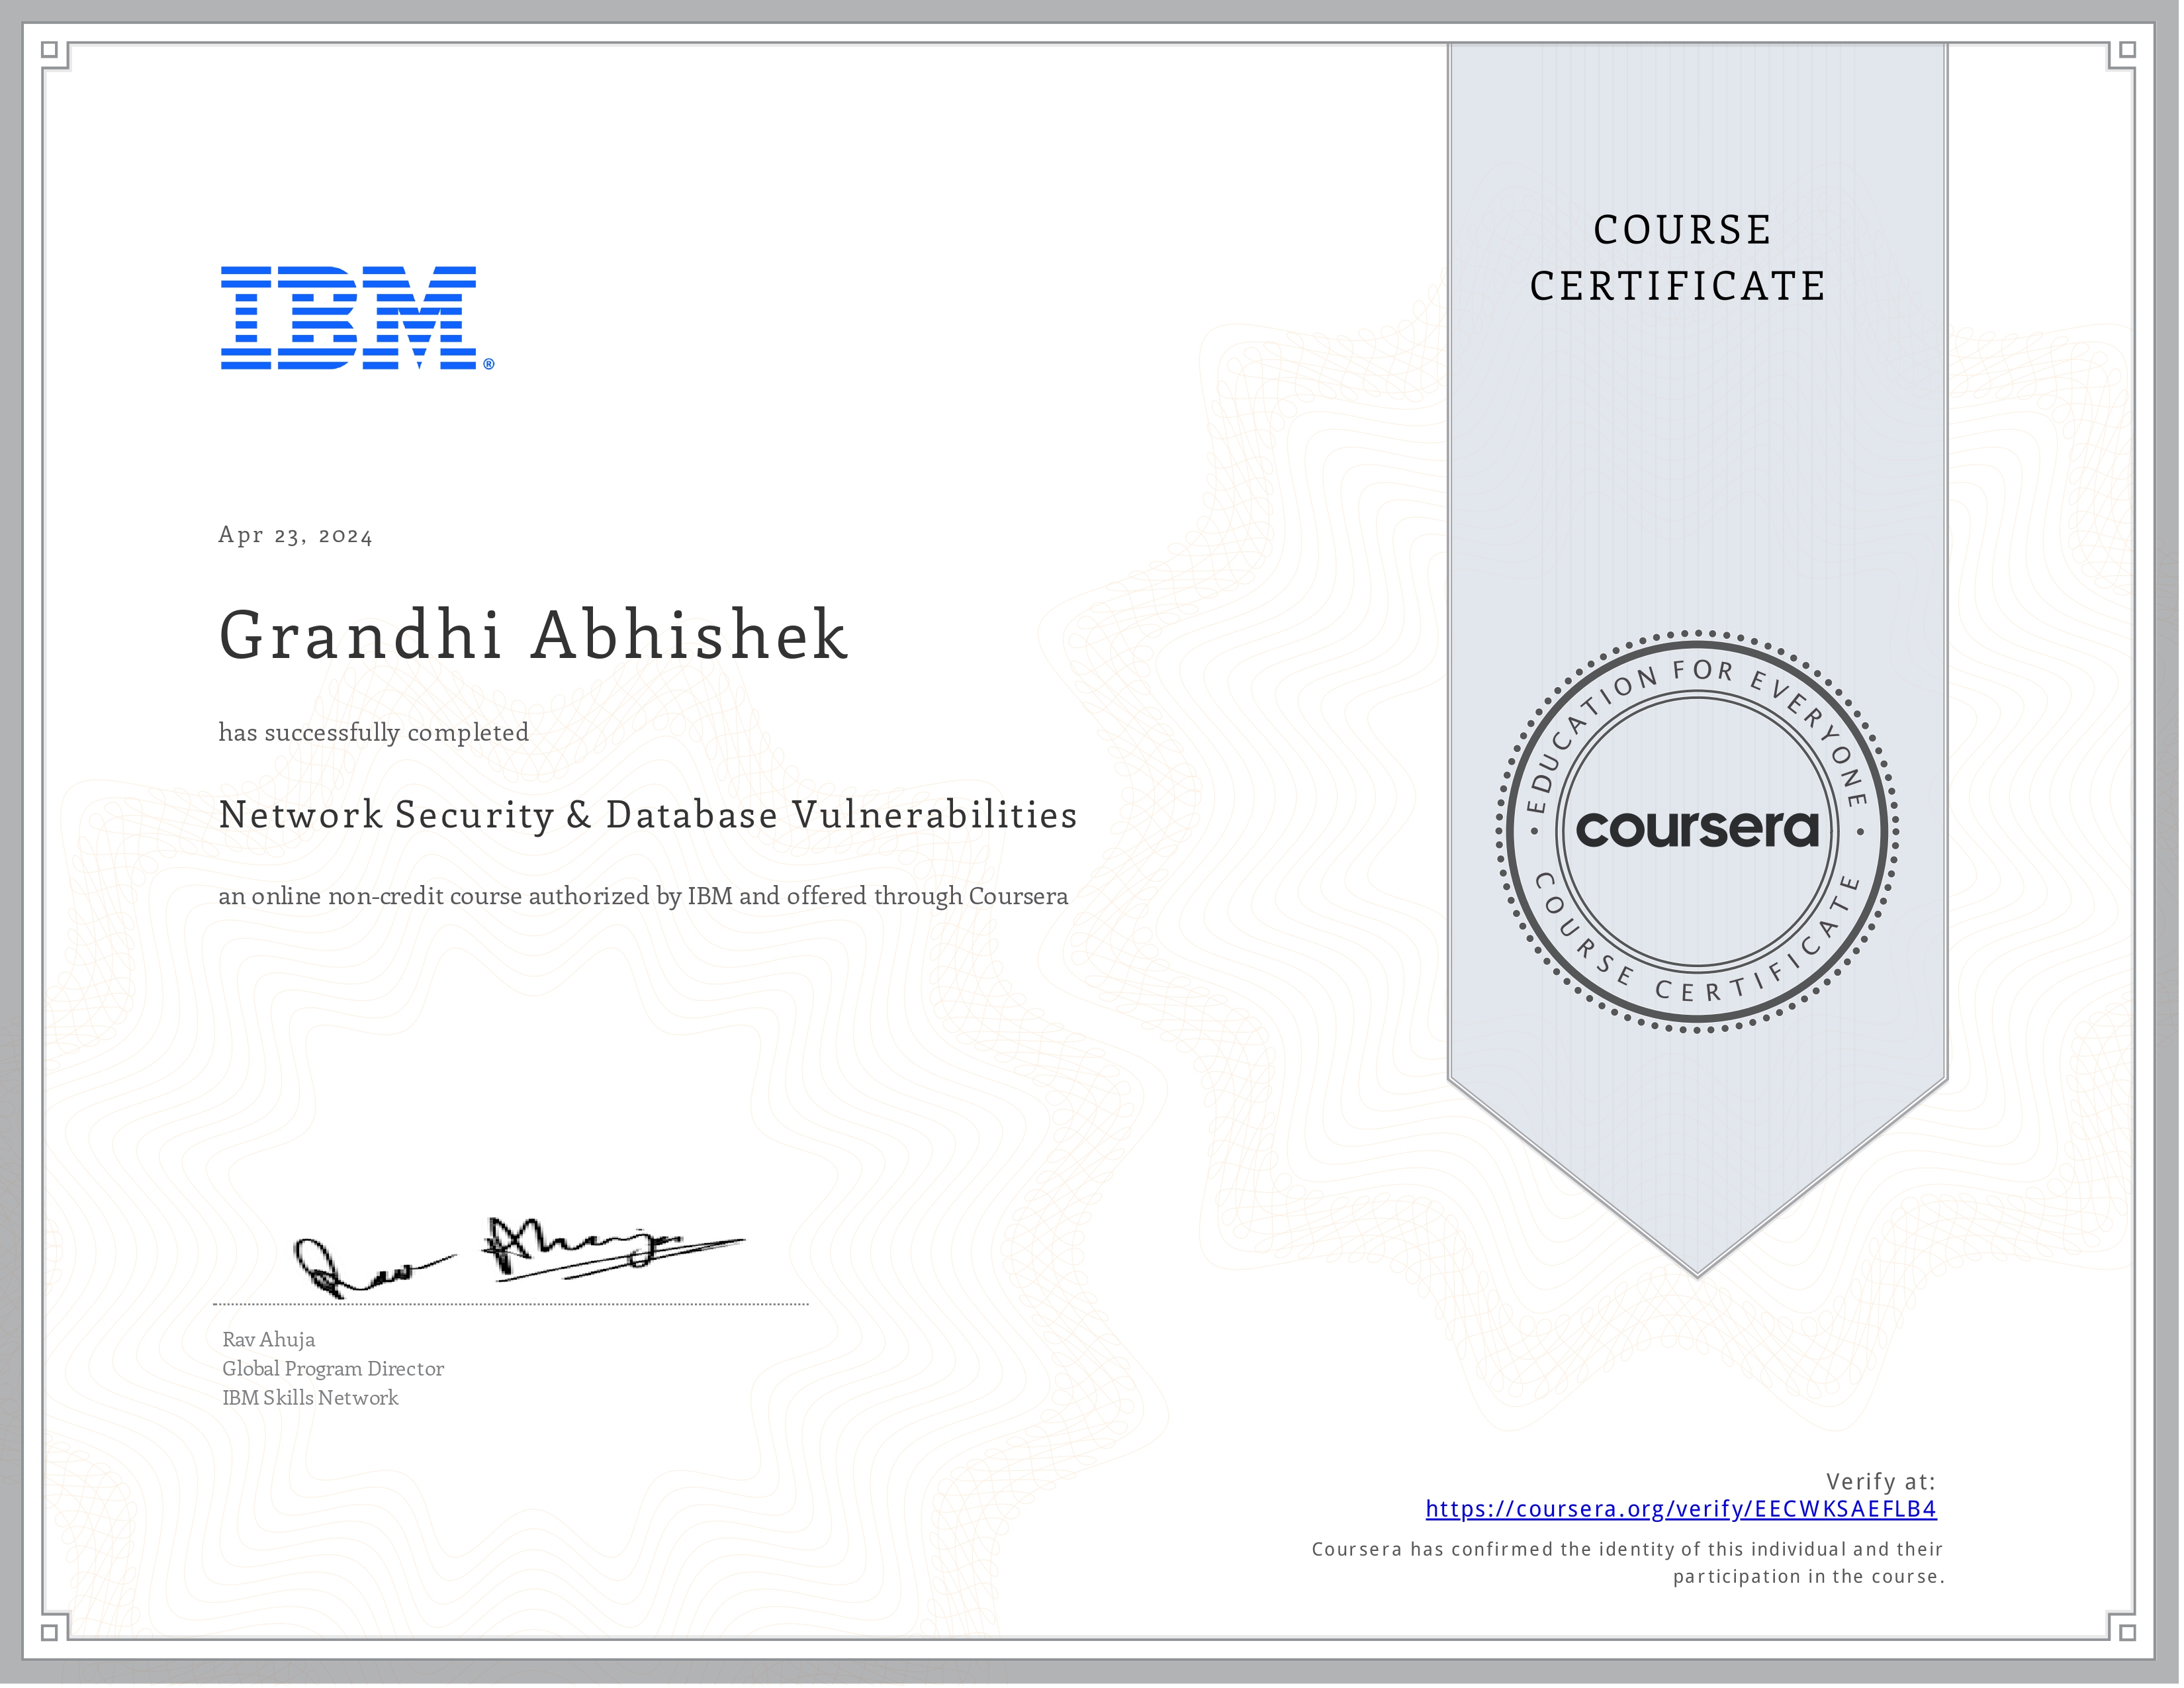 IBM®
Apr 23, 2024
Grandhi Abhishek
has successfully completed
Network Security & Database Vulnerabilities
an online non-credit course authorized by IBM and offered through Coursera
Rav Ahuja
Global Program Director
IBM Skills Network
COURSE
CERTIFICATE
EDUCATION FOR EVERYONE
coursera
COURSE CERTIFICATE
Verify at:
https://coursera.org/verify/EECWKSAEFLB4
Coursera has confirmed the identity of this individual and their
participation in the course.